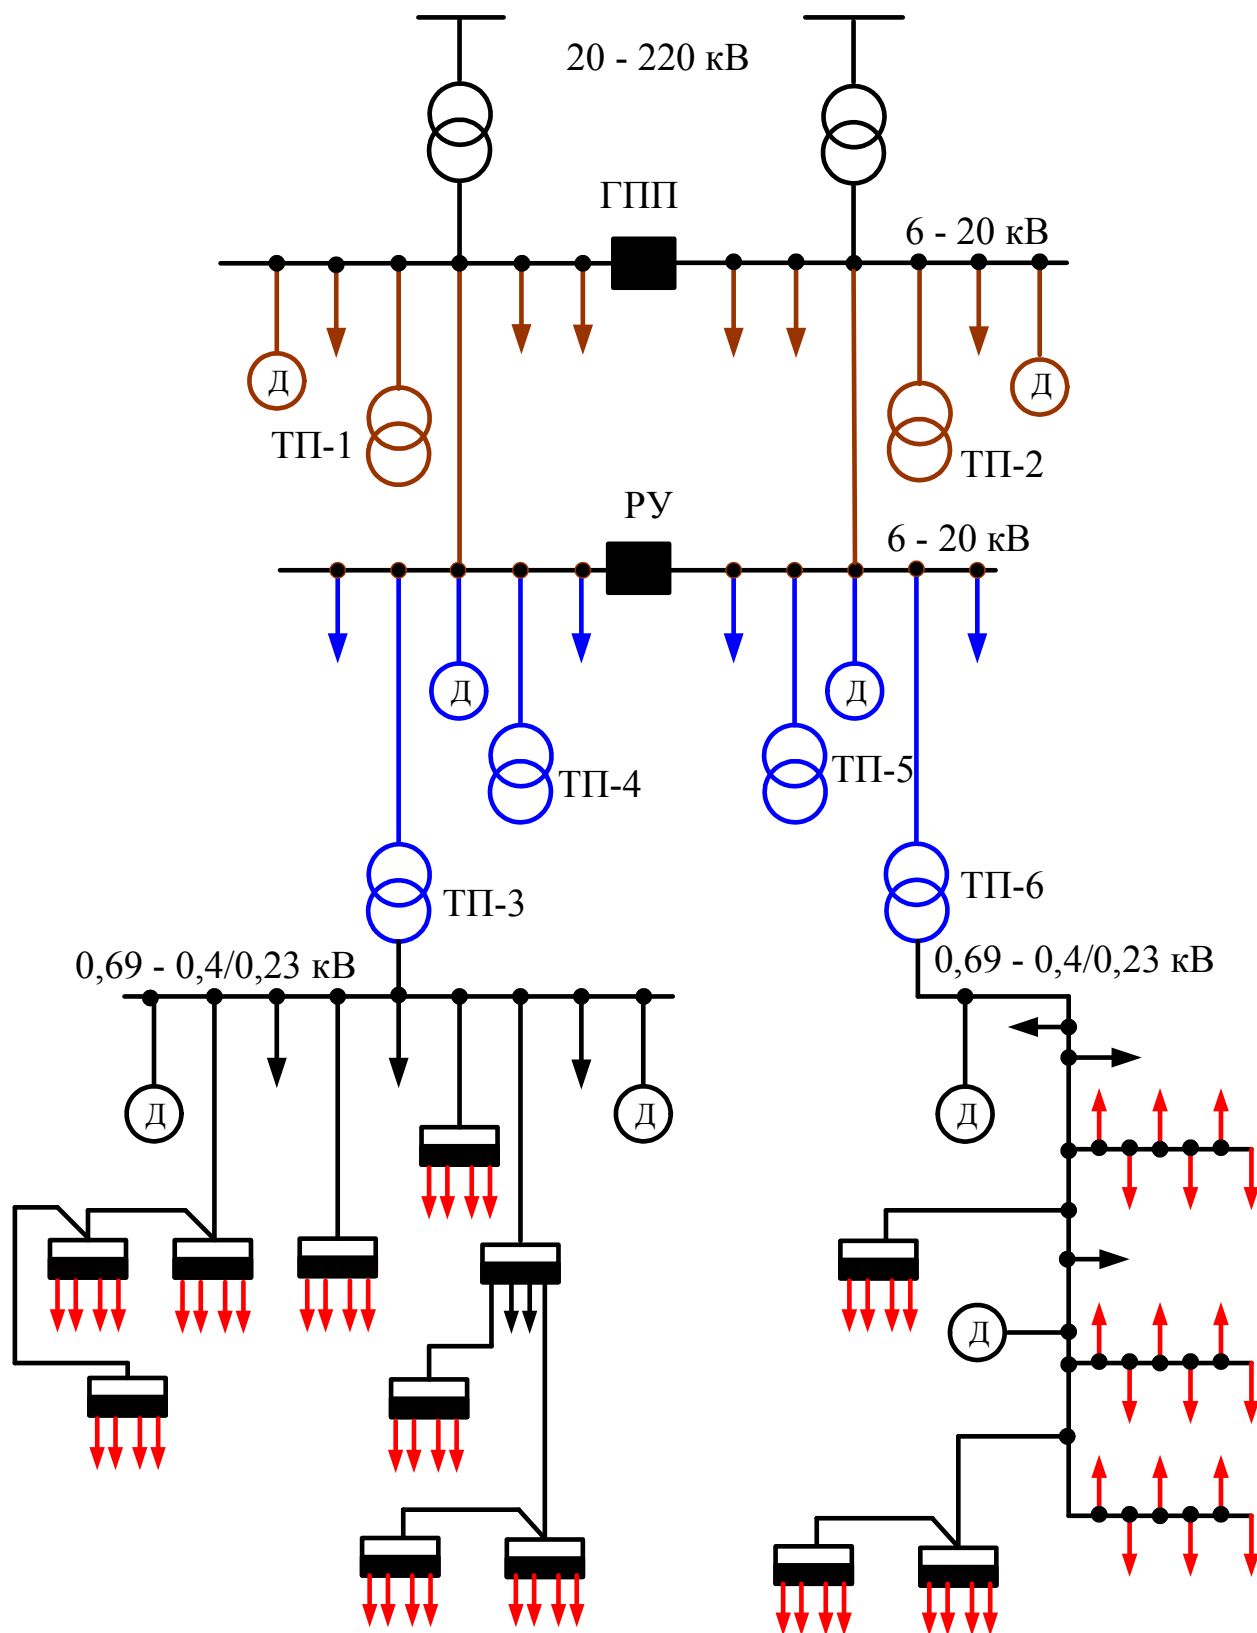 20 - 220 кВ
ГПП
6 - 20 кВ
Д
Д
ТП-1
ТП-2
РУ
6 - 20 кВ
Д
Д
ТП-4
ТП-5
ТП-3
ТП-6
0,69 - 0,4/0,23 кВ
0,69 - 0,4/0,23 кВ
Д
Д
Д
Д